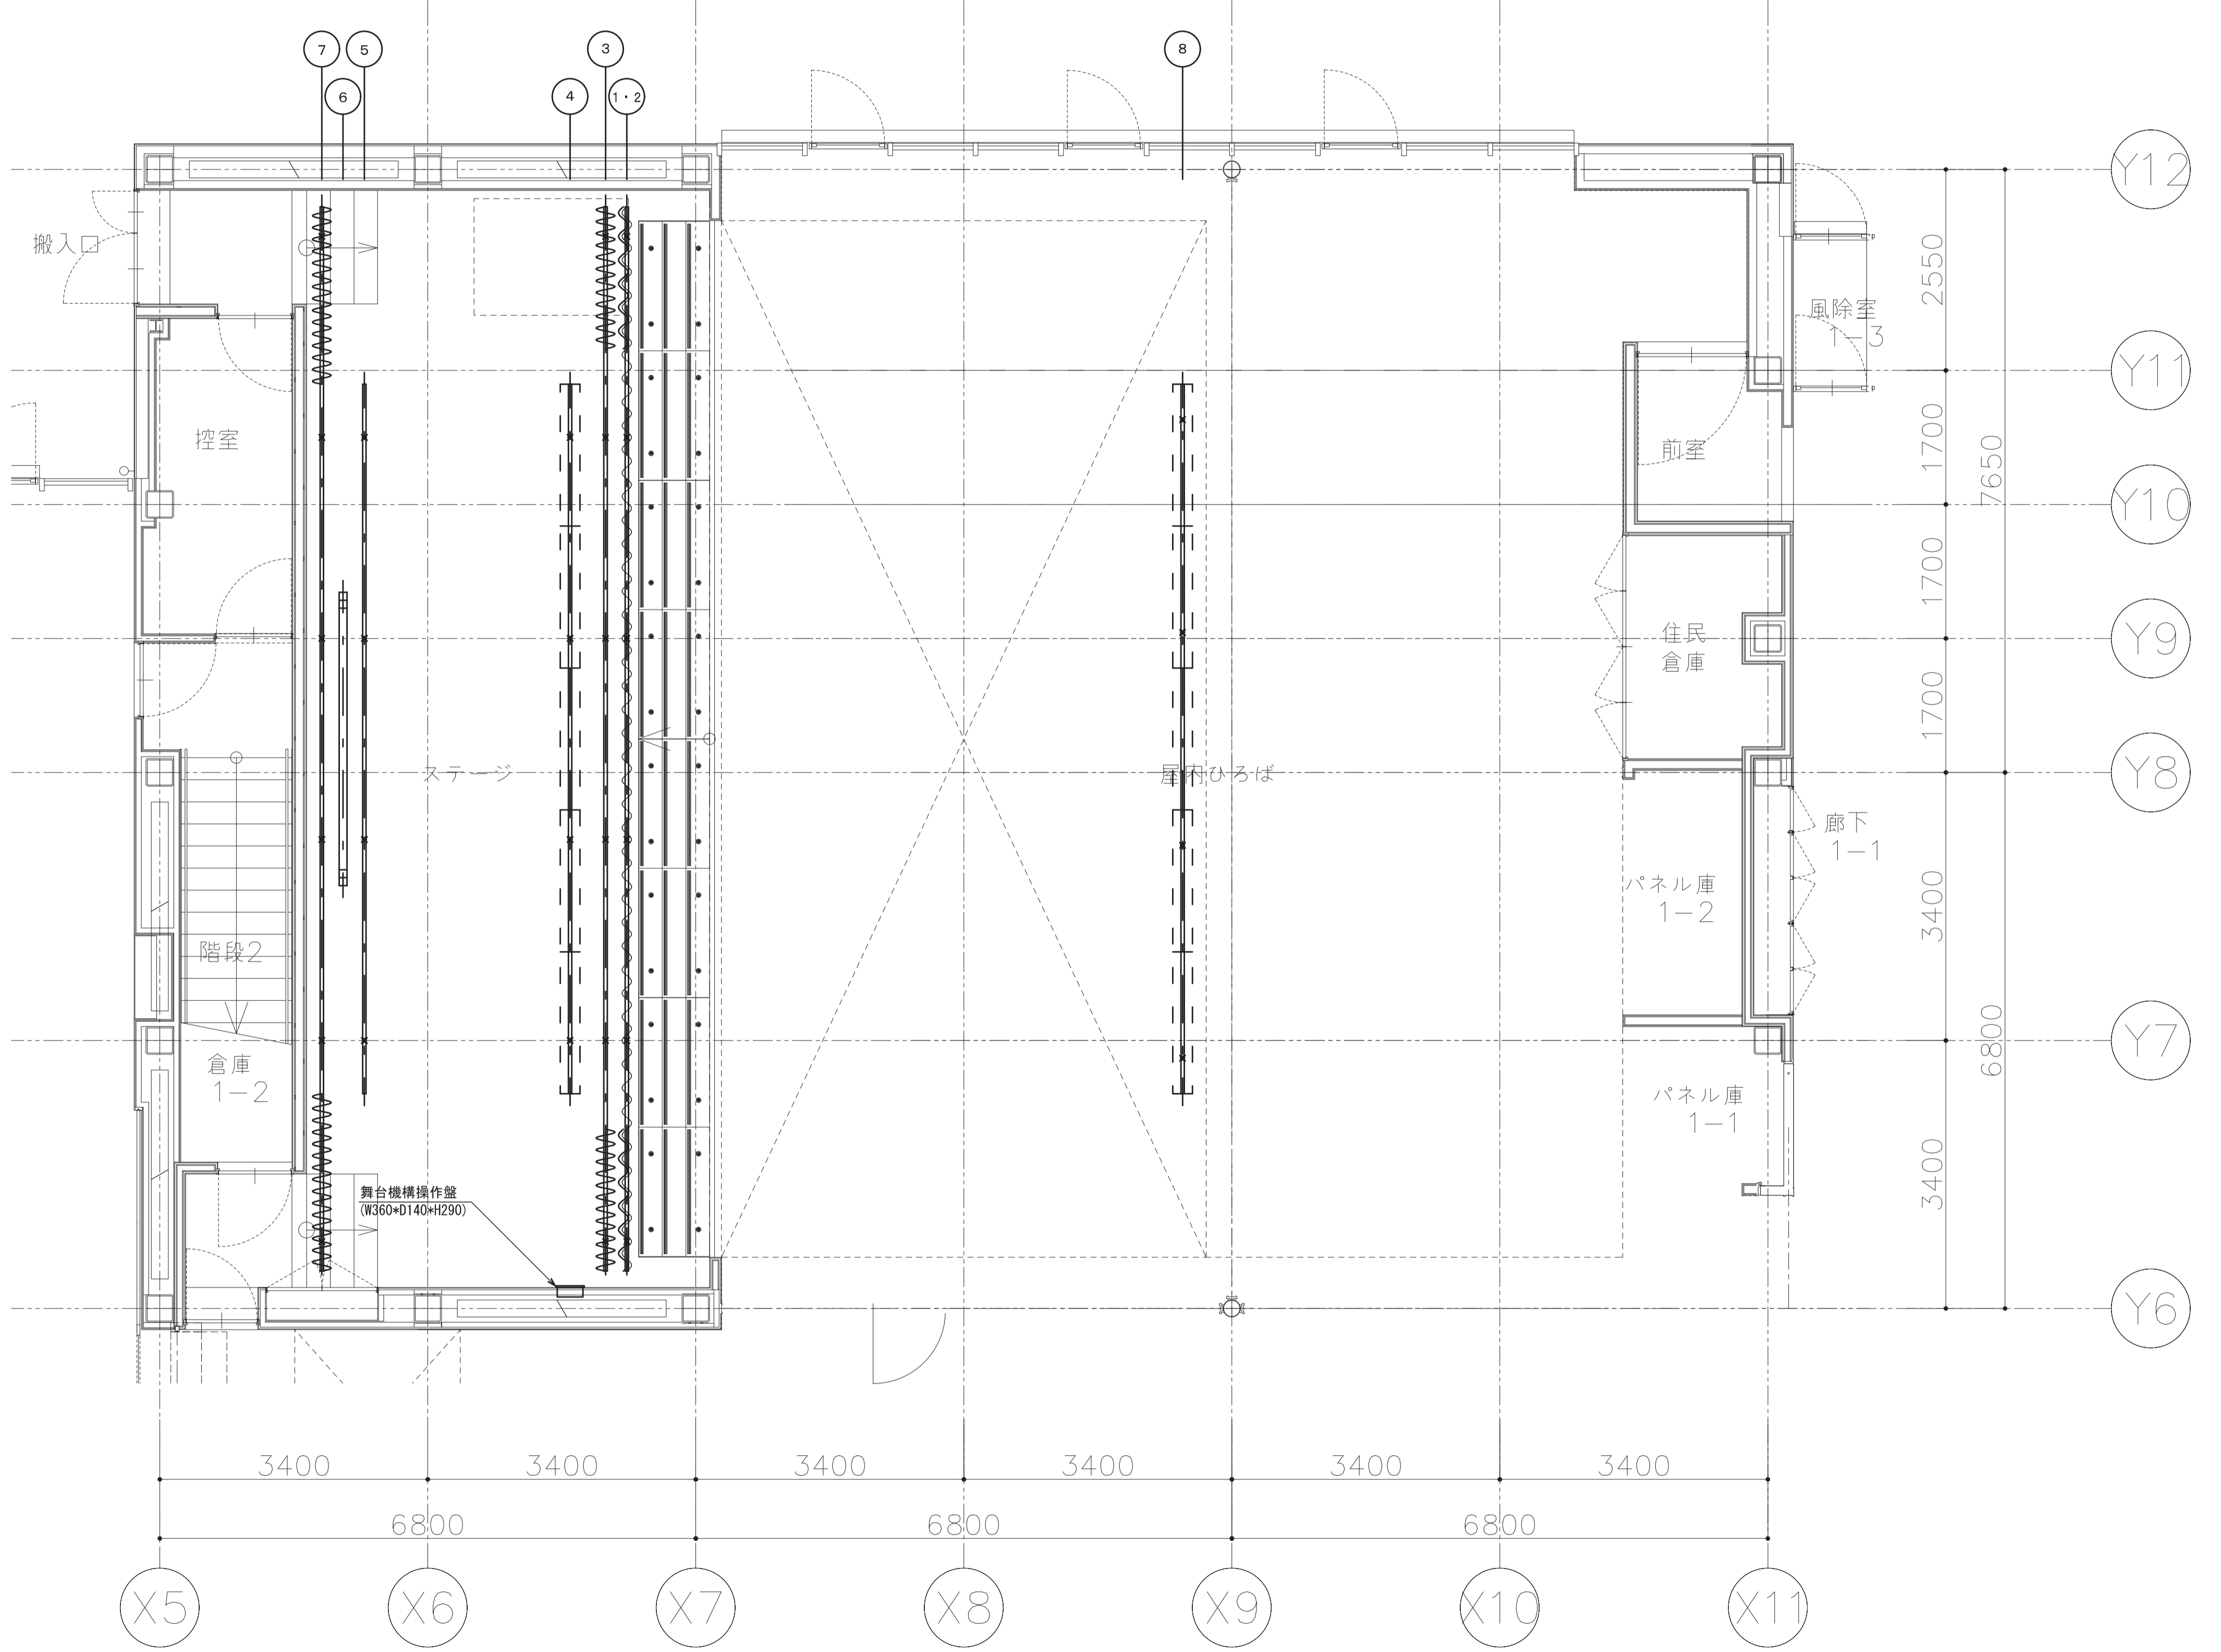 7
5
3
8
6
4
1・2
Y12
搬入口
2550
風除室
1-3
Y11
控室
1700
7650
前室
Y10
1700
住民
倉庫
Y9
1700
ステージ
屋内ひろば
Y8
廊下
1-1
パネル庫
1-2
3400
階段2
6800
Y7
倉庫
1-2
パネル庫
1-1
3400
舞台機構操作盤
(W360*D140*H290)
Y6
3400
3400
3400
3400
3400
3400
6800
6800
6800
X5
X6
X7
X8
X9
X10
X11